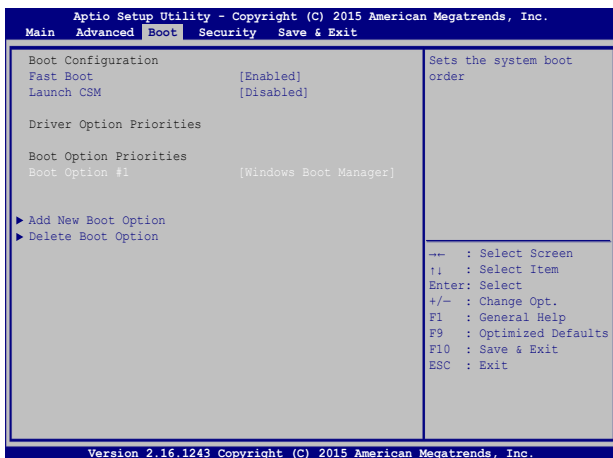 Aptio Setup Utility - Copyright (C) 2015 American Megatrends, Inc.
Main Advanced Boot Security Save & Exit
Boot Configuration
Fast Boot [Enabled]
Launch CSM [Disabled]
Driver Option Priorities
Boot Option Priorities
Boot Option #1 [Windows Boot Manager]
▶ Add New Boot Option
▶ Delete Boot Option
Sets the system boot
order
→← : Select Screen
↑↓ : Select Item
Enter: Select
+/— : Change Opt.
F1 : General Help
F9 : Optimized Defaults
F10 : Save & Exit
ESC : Exit
Version 2.16.1243 Copyright (C) 2015 American Megatrends, Inc.